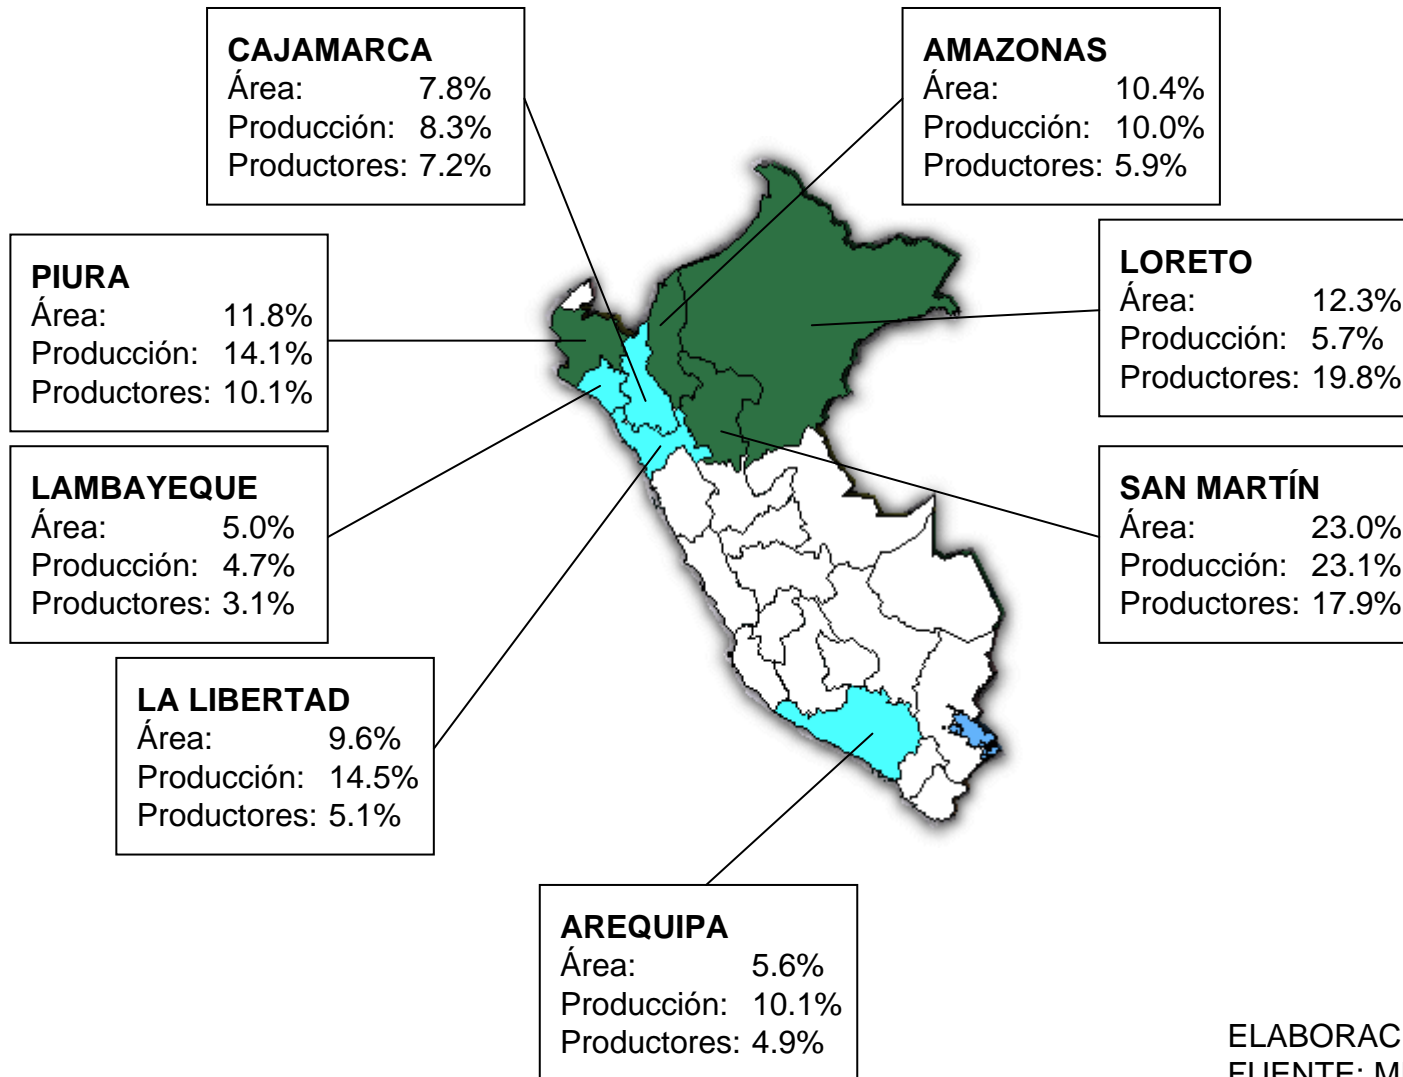 CAJAMARCA
Área: 7.8%
Producción: 8.3%
Productores: 7.2%
AMAZONAS
Área: 10.4%
Producción: 10.0%
Productores: 5.9%
PIURA
Área: 11.8%
Producción: 14.1%
Productores: 10.1%
LORETO
Área: 12.3%
Producción: 5.7%
Productores: 19.8%
LAMBAYEQUE
Área: 5.0%
Producción: 4.7%
Productores: 3.1%
SAN MARTÍN
Área: 23.0%
Producción: 23.1%
Productores: 17.9%
LA LIBERTAD
Área: 9.6%
Producción: 14.5%
Productores: 5.1%
AREQUIPA
Área: 5.6%
Producción: 10.1%
Productores: 4.9%
ELABORAC
FUENTE: